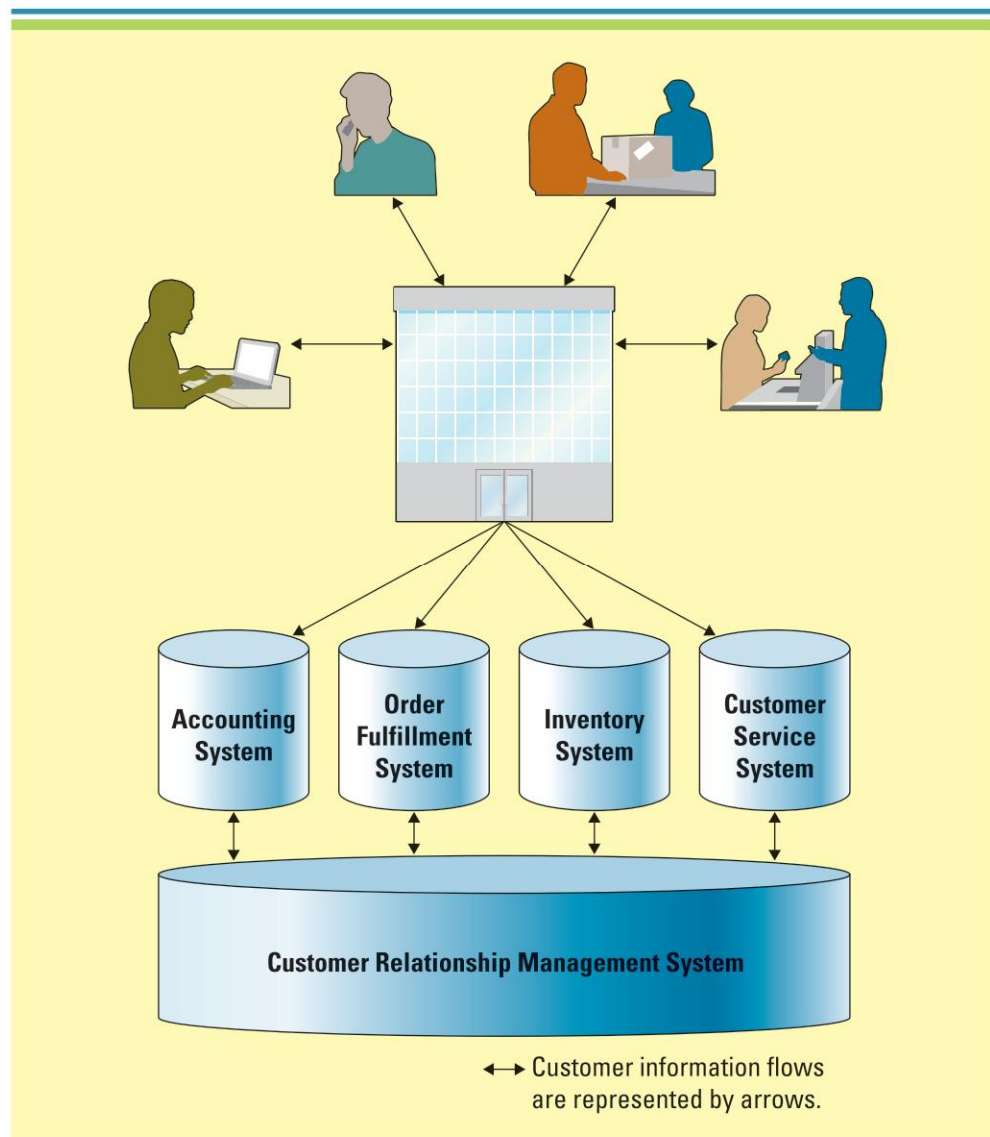 Accounting
System
Order
Fulfillment
System
Inventory
System
Customer
Service
System
Customer Relationship Management System
Customer information flows
are represented by arrows.